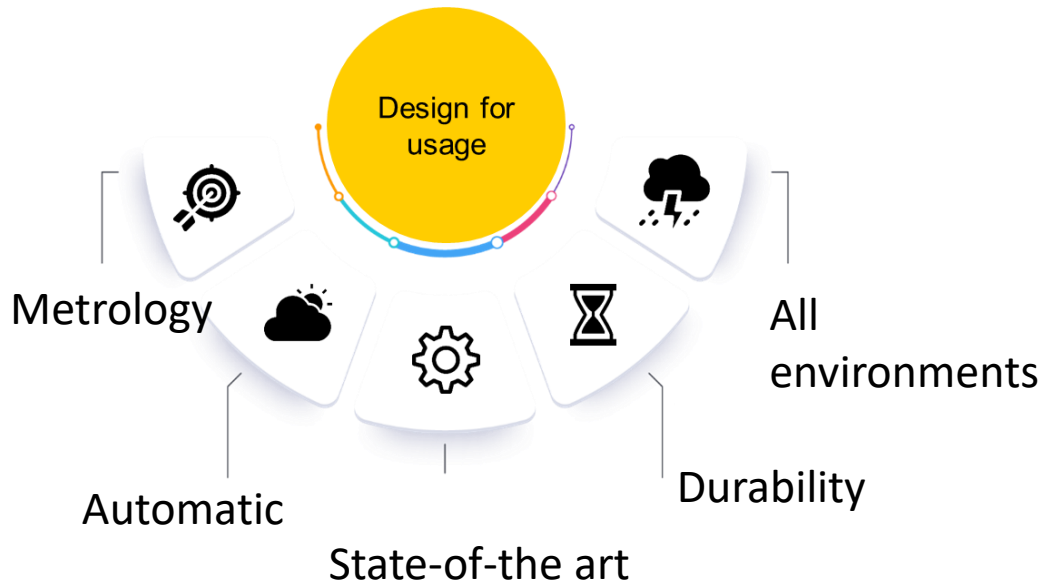 Design for
usage
Metrology
Automatic
State-of-the art
Durability
All
environments